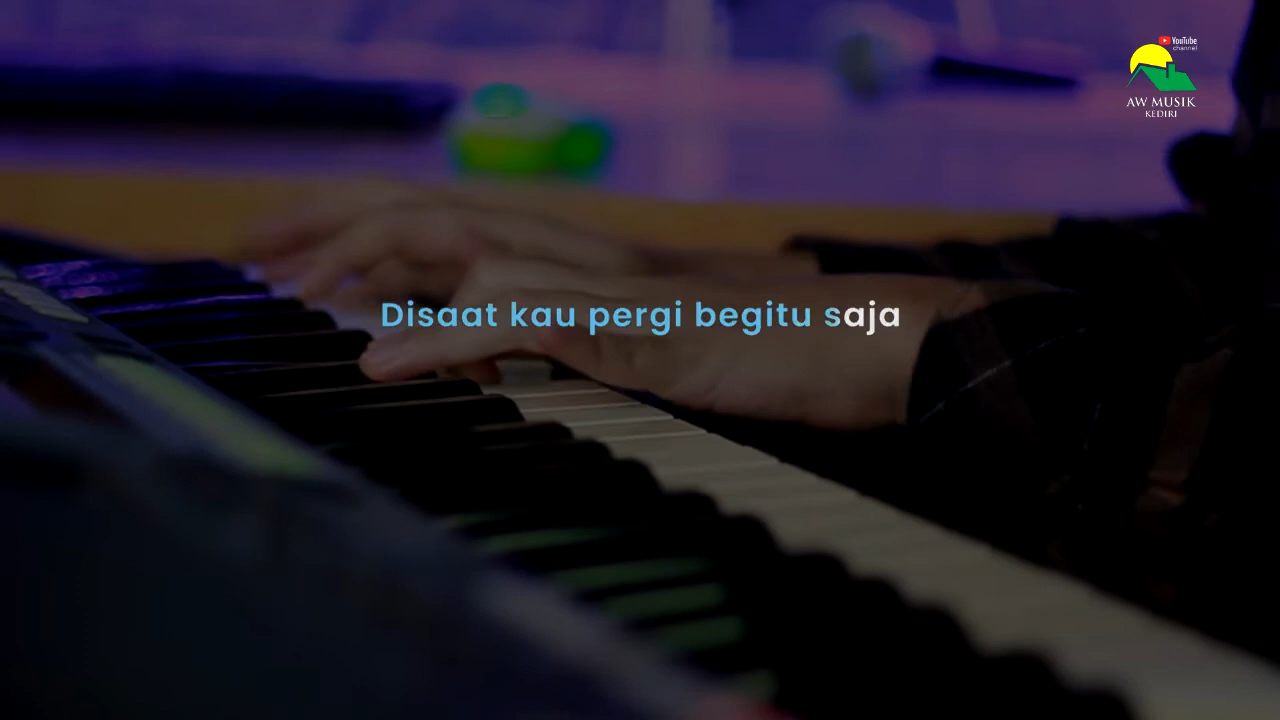 YouTube
channel
AW MUSIK
KEDIRI
Disaat kau pergi begitu saja